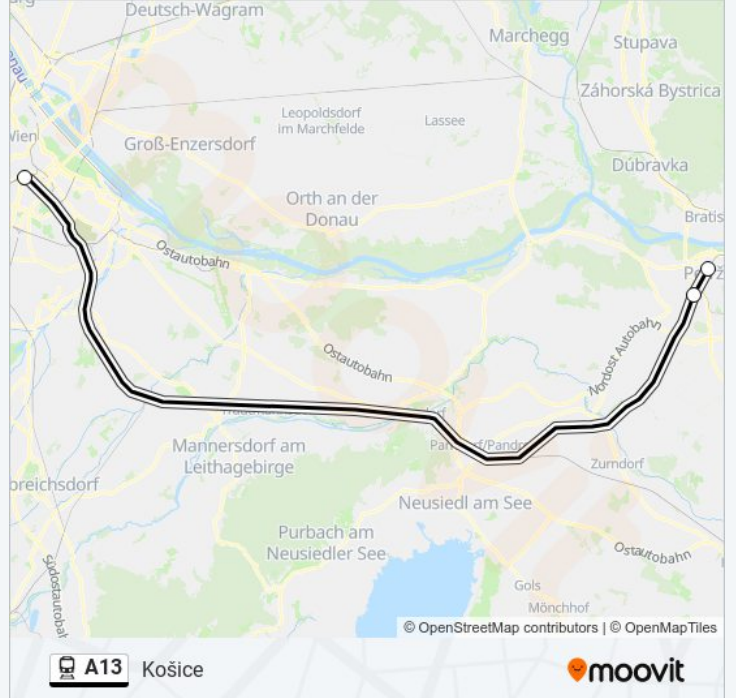 Deutsch-Wagram
Marchegg
Stupava
Záhorská Bystrica
Leopoldsdorf
im Marchfelde
Lassee
Groß-Enzersdorf
Dúbravka
Orth an der
Donau
Bratis
Ostautobahn
Nordost Autobahn
Ostautobahn
Mannersdorf am
Leithagebirge
Zurndorf
Neusiedl am See
Purbach am
Neusiedler See
Ostautobahn
Gols
Mönchhof
© OpenStreetMap contributors | © OpenMapTiles
A13 Košice
moovit